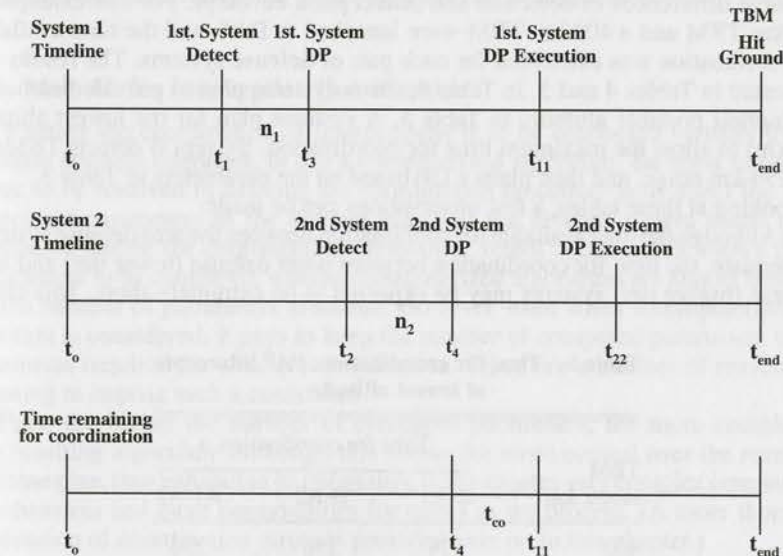 System 1
Timeline
1st. System
Detect
1st. System
DP
1st. System
DP Execution
TBM
Hit
Ground
n1
to
t1
t3
t11
tend
System 2
Timeline
2nd System
Detect
2nd System
DP
2nd System
DP Execution
n2
to
t2
t4
t22
tend
Time remaining
for coordination
tco
to
t4
t11
tend